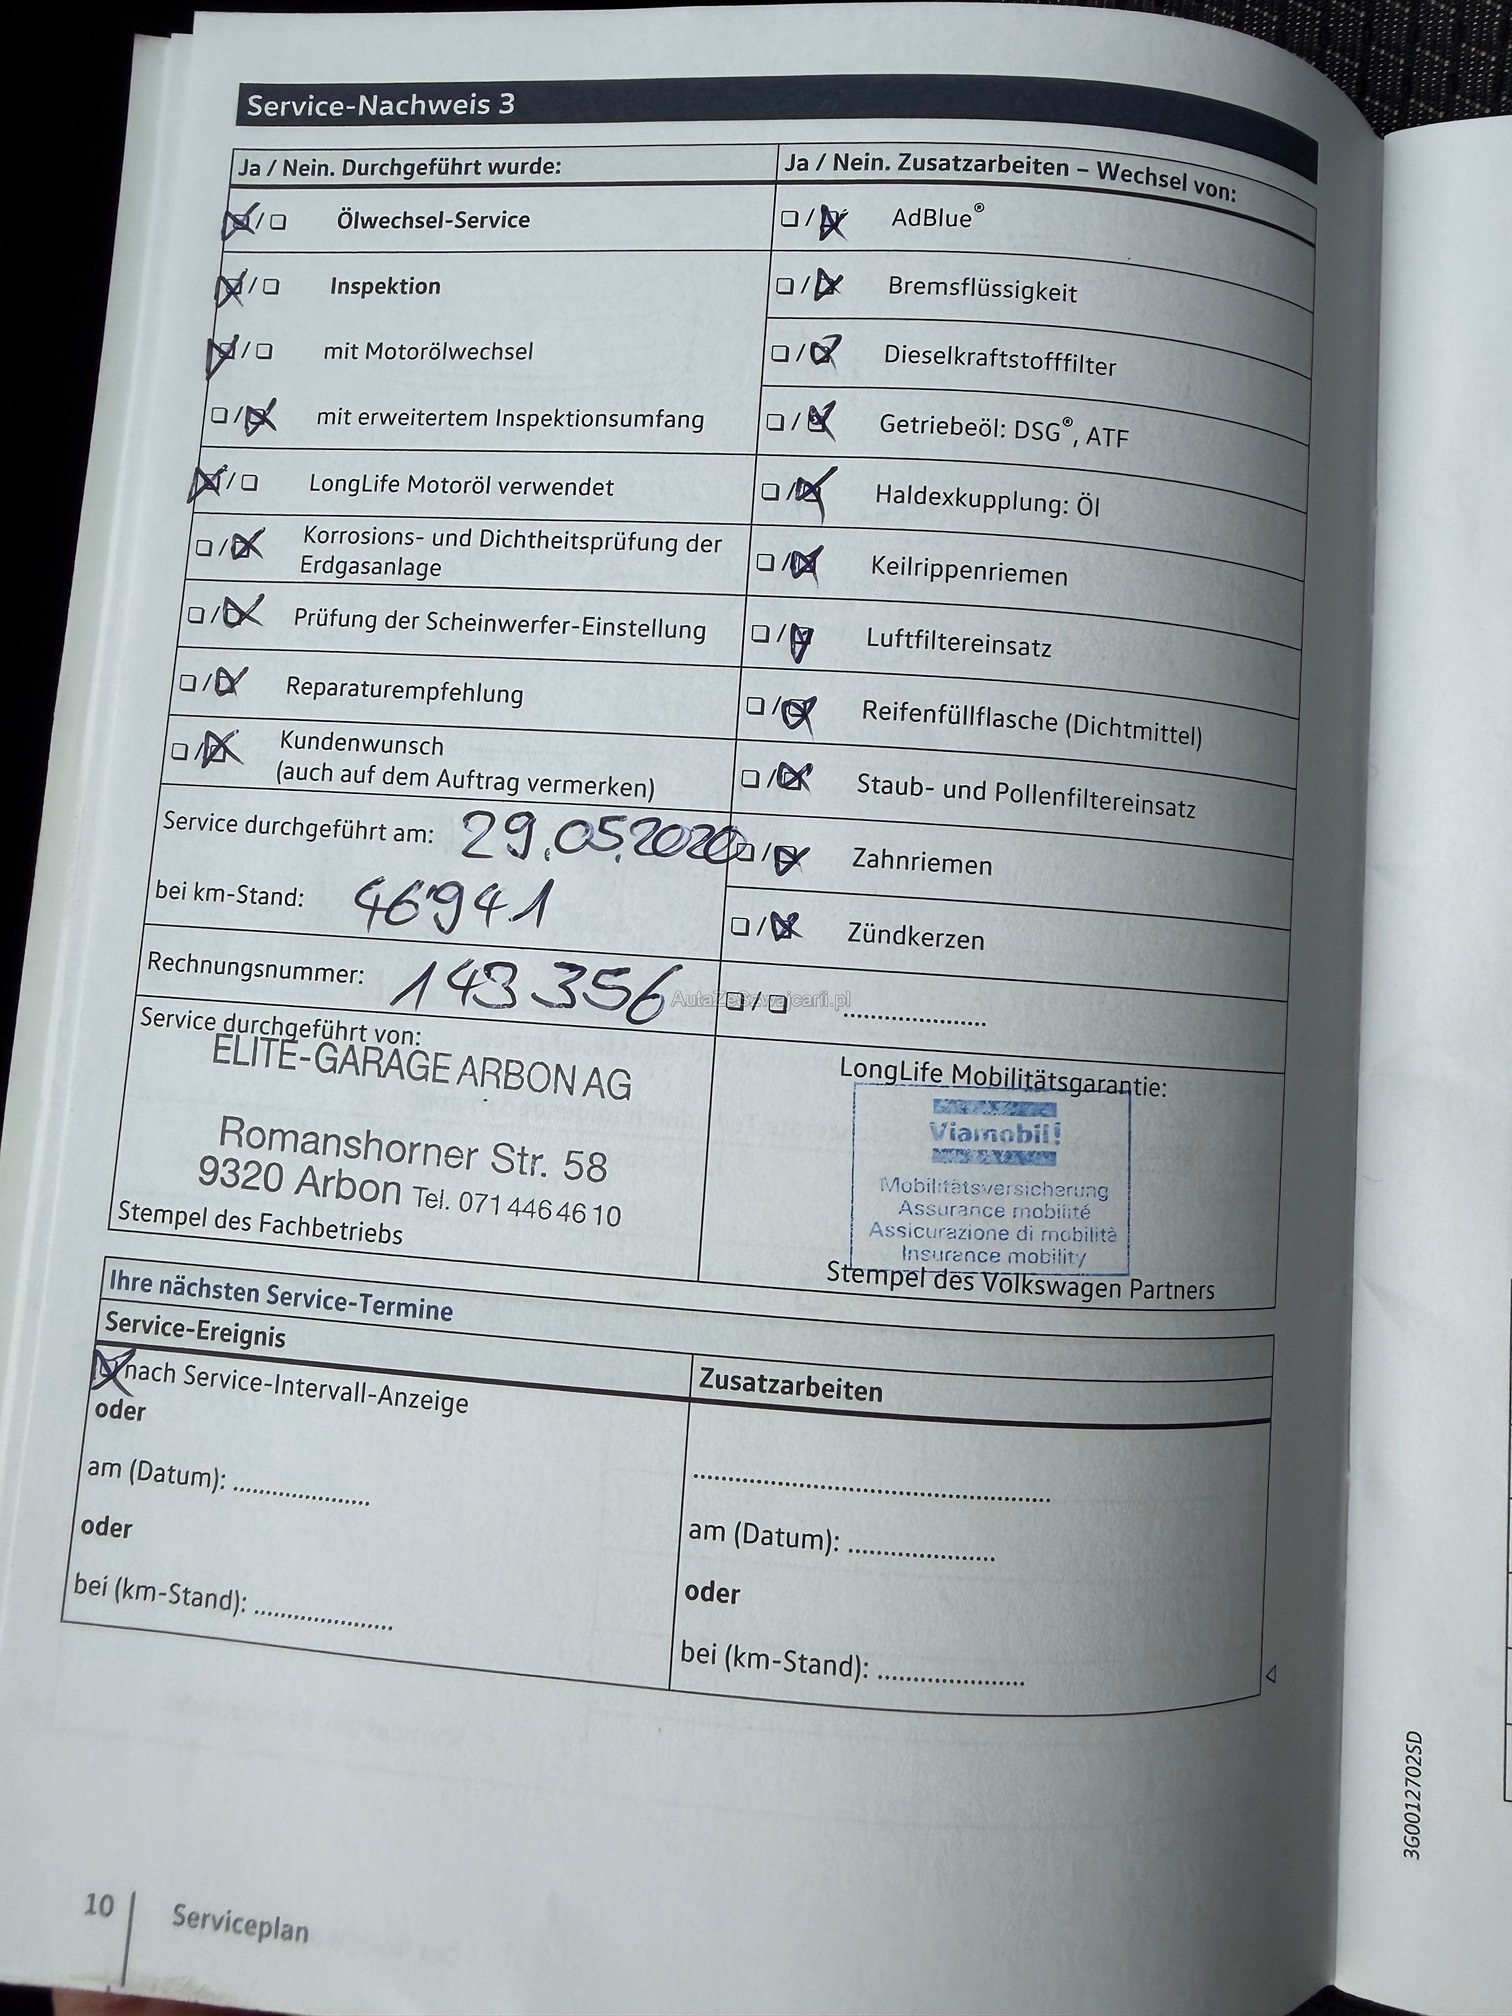 Service-Nachweis 3
Ja / Nein. Durchgeführt wurde:
❏ / ❏ Ölwechsel-Service
❏ / ❏ Inspektion
❏ / ❏ mit Motorölwechsel
❏ / ❏ mit erweitertem Inspektionsumfang
❏ / ❏ LongLife Motoröl verwendet
❏ / ❏ Korrosions- und Dichtheitsprüfung der
Erdgasanlage
❏ / ❏ Prüfung der Scheinwerfer-Einstellung
❏ / ❏ Reparaturempfehlung
❏ / ❏ Kundenwunsch
(auch auf dem Auftrag vermerken)
Service durchgeführt am: 29.05.2020
bei km-Stand: 46941
Rechnungsnummer: 143356
Service durchgeführt von:
ELITE-GARAGE ARBON AG
Romanshorner Str. 58
9320 Arbon Tel. 071 446 46 10
Stempel des Fachbetriebs
Ja / Nein. Zusatzarbeiten – Wechsel von:
❏ / ❏ AdBlue®
❏ / ❏ Bremsflüssigkeit
❏ / ❏ Dieselkraftstofffilter
❏ / ❏ Getriebeöl: DSG®, ATF
❏ / ❏ Haldexkupplung: Öl
❏ / ❏ Keilrippenriemen
❏ / ❏ Luftfiltereinsatz
❏ / ❏ Reifenfüllflasche (Dichtmittel)
❏ / ❏ Staub- und Pollenfiltereinsatz
❏ / ❏ Zahnriemen
❏ / ❏ Zündkerzen
❏ / ❏ .....................
AutaZeSzwajcarii.pl
LongLife Mobilitätsgarantie:
Viamobil!
Mobilitätsversicherung
Assurance mobilité
Assicurazione di mobilità
Insurance mobility
Stempel des Volkswagen Partners
Ihre nächsten Service-Termine
Service-Ereignis
❏ nach Service-Intervall-Anzeige
oder
am (Datum): ....................
oder
bei (km-Stand): ....................
Zusatzarbeiten
....................................................
am (Datum): .....................
oder
bei (km-Stand): .....................
3G0012702SD
10 Serviceplan